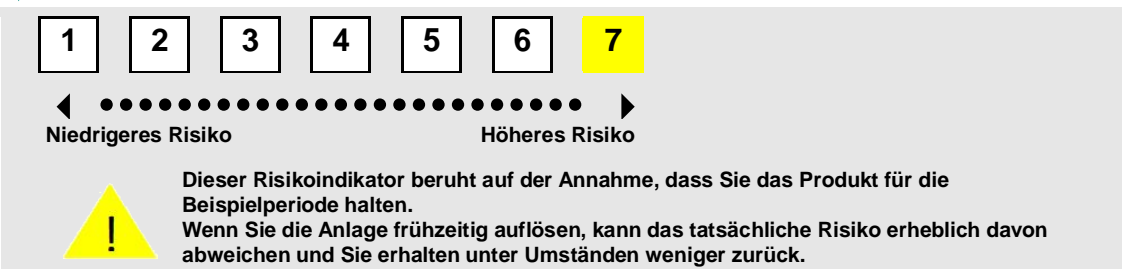 1 2 3 4 5 6 7
Niedrigeres Risiko Höheres Risiko
Dieser Risikoindikator beruht auf der Annahme, dass Sie das Produkt für die
Beispielperiode halten.
Wenn Sie die Anlage frühzeitig auflösen, kann das tatsächliche Risiko erheblich davon
abweichen und Sie erhalten unter Umständen weniger zurück.
!